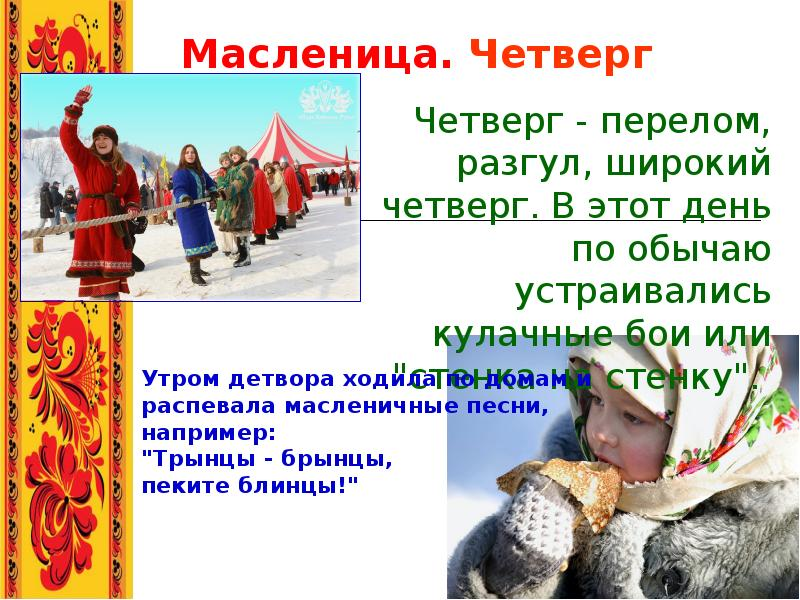 Масленица. Четверг
Четверг - перелом,
разгул, широкий
четверг. В этот день
по обычаю
устраивались
кулачные бои или
"стенка на стенку".
Утром детвора ходила по домам и
распевала масленичные песни,
например:
"Трынцы - брынцы,
пеките блинцы!"